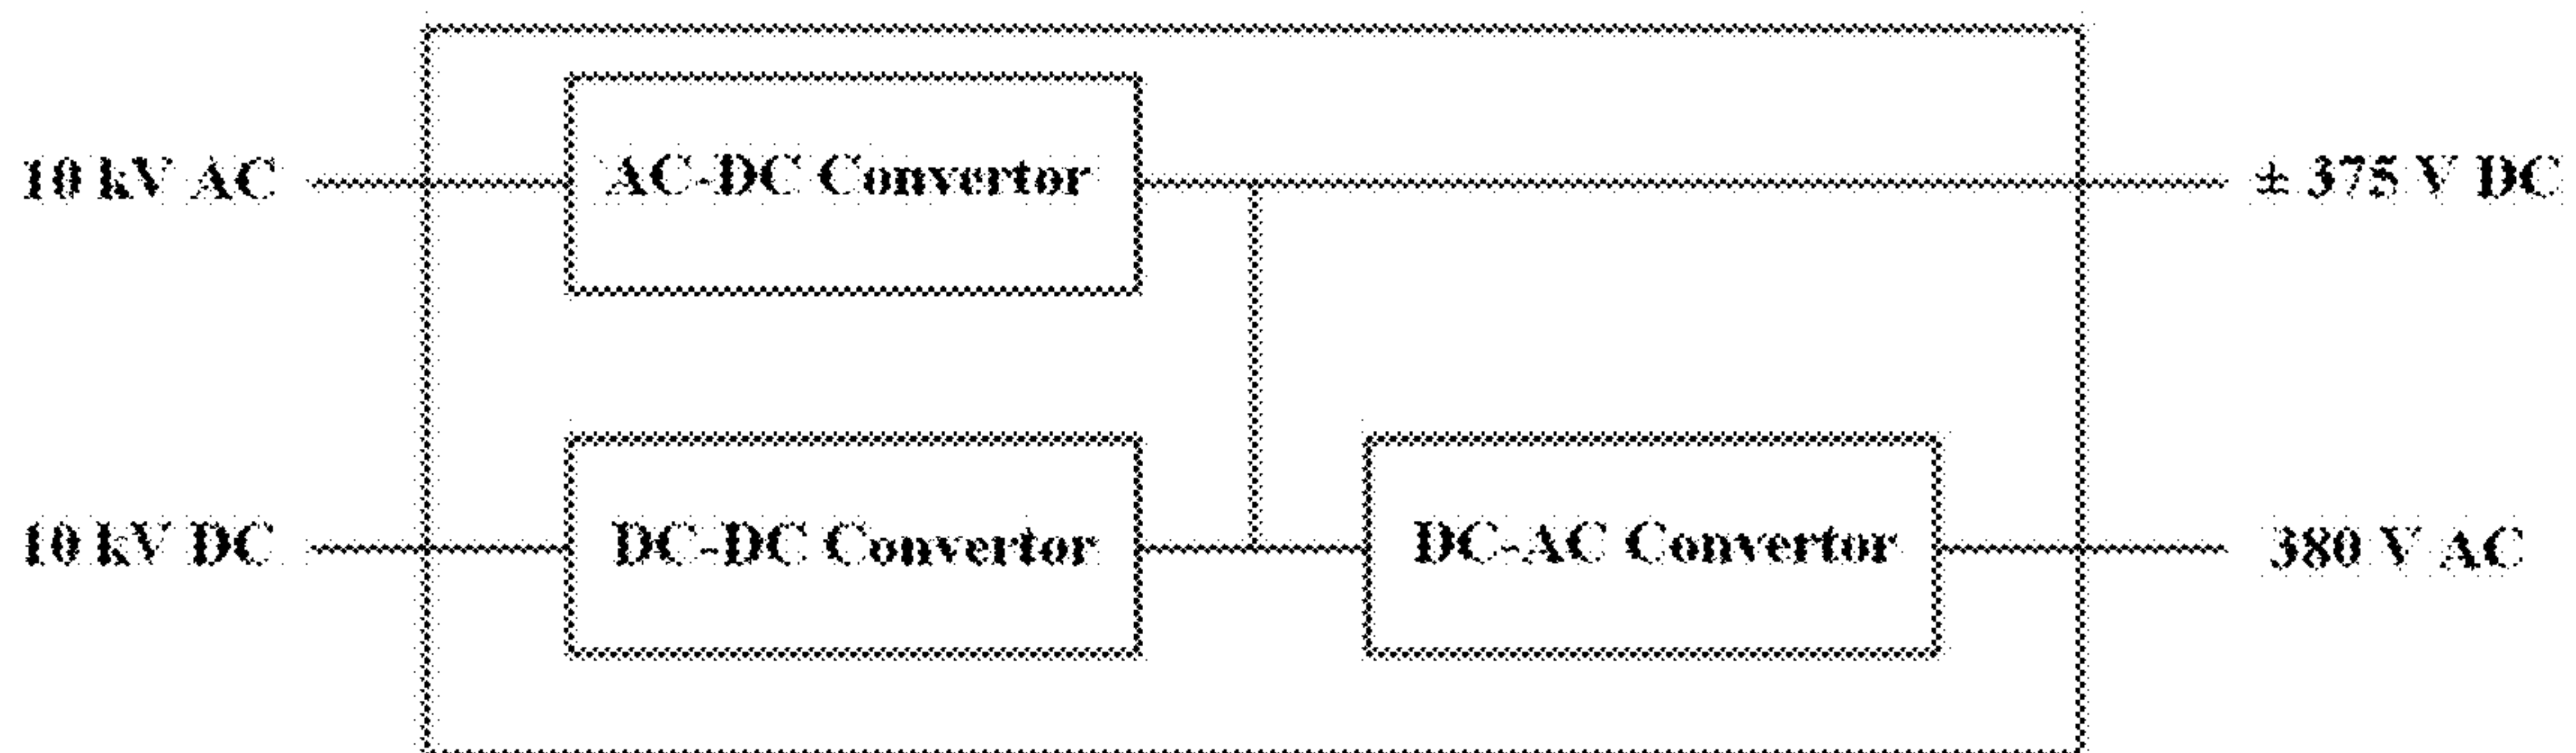 10 kV AC
AC-DC Convertor
± 375 V DC
10 kV DC
DC-DC Convertor
DC-AC Convertor
380 V AC